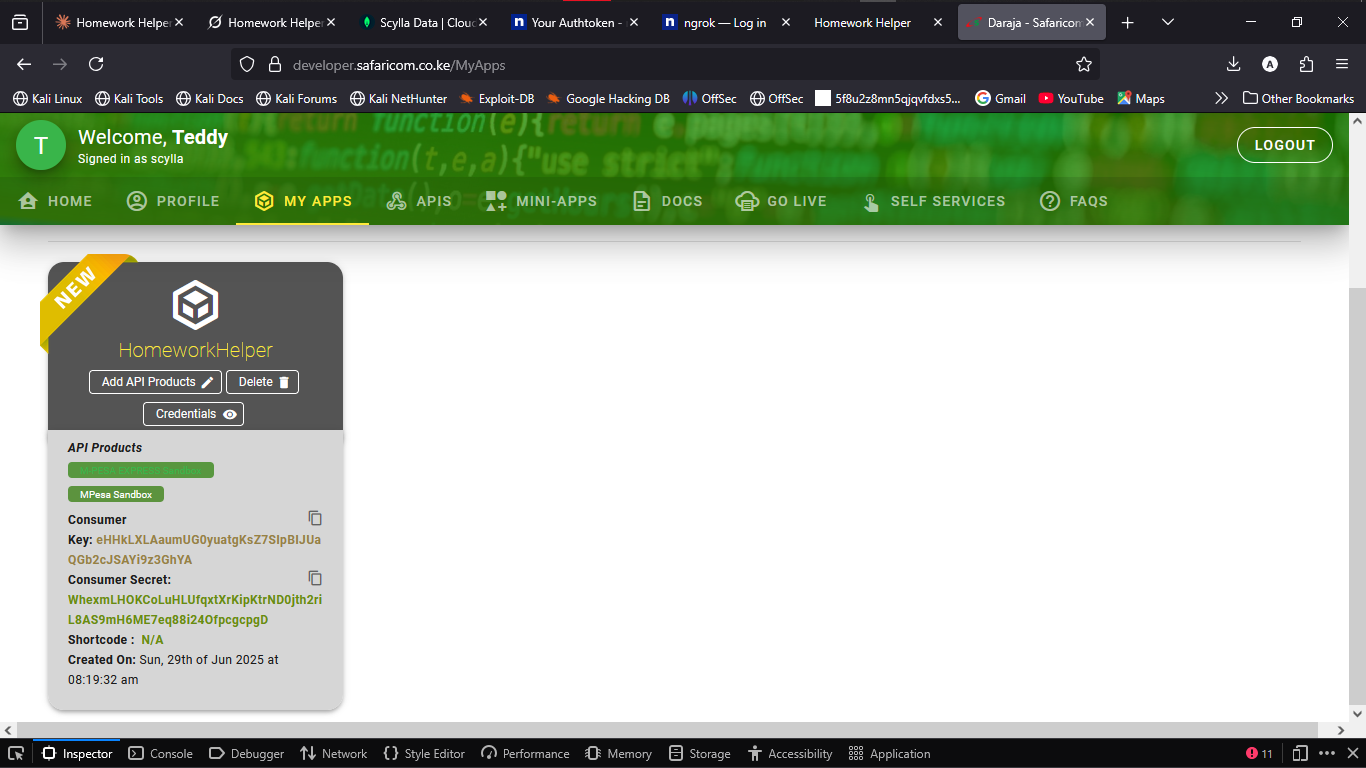 Homework Helper
Homework Helper
Scylla Data | Clou
Your Authtoken -
ngrok — Log in
Homework Helper
Daraja - Safaricom
developer.safaricom.co.ke/MyApps
Kali Linux
Kali Tools
Kali Docs
Kali Forums
Kali NetHunter
Exploit-DB
Google Hacking DB
OffSec
OffSec
5f8u2z8mn5qjqvfdxs5...
Gmail
YouTube
Maps
Other Bookmarks
T
Welcome, Teddy
Signed in as scylla
LOGOUT
HOME
PROFILE
MY APPS
APIS
MINI-APPS
DOCS
GO LIVE
SELF SERVICES
FAQS
NEW
HomeworkHelper
Add API Products
Delete
Credentials
API Products
M-PESA EXPRESS Sandbox
MPesa Sandbox
Consumer
Key: eHHkLXLAaumUG0yuatgKsZ7SIpBIJUa
QGb2cJSAYi9z3GhYA
Consumer Secret:
WhexmLHOKCoLuHLUfqxtXrKipKtrND0jth2ri
L8AS9mH6ME7eq88i24OfpcgcpgD
Shortcode : N/A
Created On: Sun, 29th of Jun 2025 at
08:19:32 am
Inspector
Console
Debugger
Network
Style Editor
Performance
Memory
Storage
Accessibility
Application
11